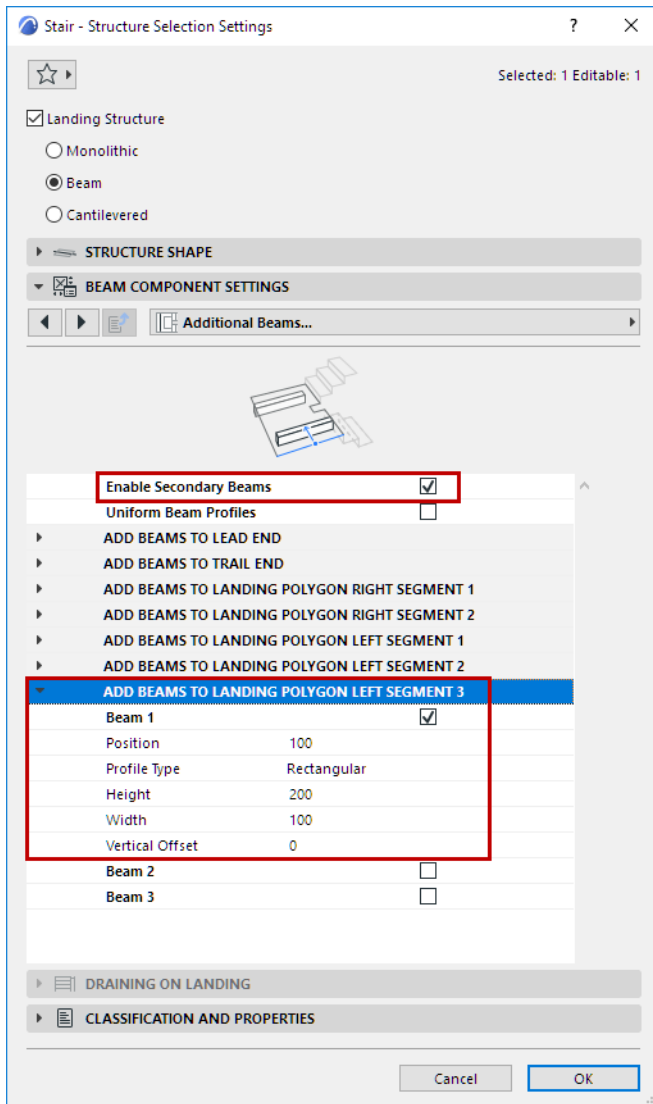 Stair - Structure Selection Settings
Selected: 1 Editable: 1
Landing Structure
Monolithic
Beam
Cantilevered
STRUCTURE SHAPE
BEAM COMPONENT SETTINGS
Additional Beams...
Enable Secondary Beams
Uniform Beam Profiles
ADD BEAMS TO LEAD END
ADD BEAMS TO TRAIL END
ADD BEAMS TO LANDING POLYGON RIGHT SEGMENT 1
ADD BEAMS TO LANDING POLYGON RIGHT SEGMENT 2
ADD BEAMS TO LANDING POLYGON LEFT SEGMENT 1
ADD BEAMS TO LANDING POLYGON LEFT SEGMENT 2
ADD BEAMS TO LANDING POLYGON LEFT SEGMENT 3
Beam 1
Position 100
Profile Type Rectangular
Height 200
Width 100
Vertical Offset 0
Beam 2
Beam 3
DRAINING ON LANDING
CLASSIFICATION AND PROPERTIES
Cancel OK